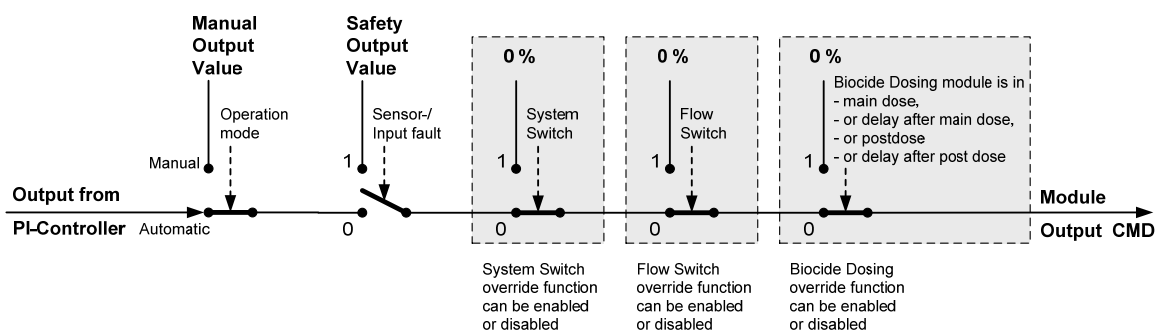 Manual
Output
Value
Safety
Output
Value
0 %
0 %
0 %
Operation
mode
Sensor-/
Input fault
System
Switch
Flow
Switch
Biocide Dosing module is in
- main dose,
- or delay after main dose,
- or postdose
- or delay after post dose
Manual
1
1
1
1
Output from
PI-Controller
Automatic
0
0
0
0
Module
Output CMD
System Switch
override function
can be enabled
or disabled
Flow Switch
override function
can be enabled
or disabled
Biocide Dosing
override function
can be enabled
or disabled